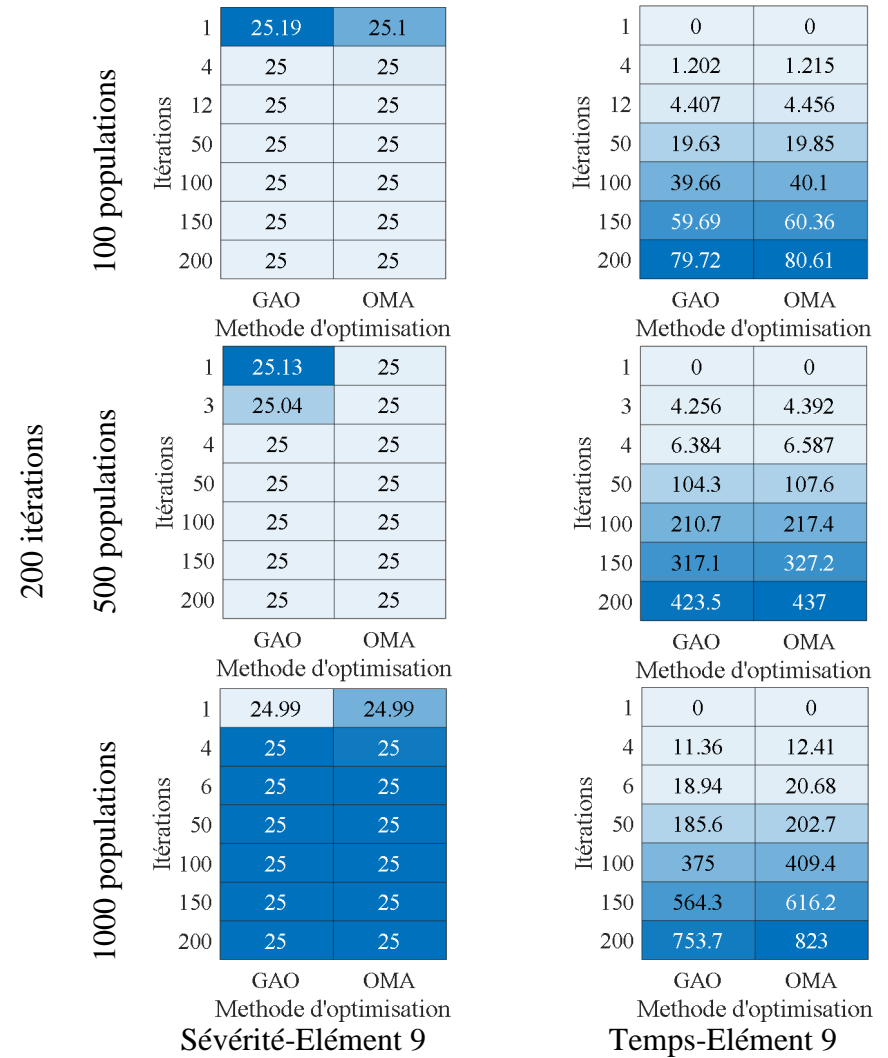 200 itérations
100 populations
Itérations
1 25.19 25.1
4 25 25
12 25 25
50 25 25
100 25 25
150 25 25
200 25 25
GAO OMA
Methode d'optimisation
Itérations
1 0 0
4 1.202 1.215
12 4.407 4.456
50 19.63 19.85
100 39.66 40.1
150 59.69 60.36
200 79.72 80.61
GAO OMA
Methode d'optimisation
500 populations
Itérations
1 25.13 25
3 25.04 25
4 25 25
50 25 25
100 25 25
150 25 25
200 25 25
GAO OMA
Methode d'optimisation
Itérations
1 0 0
3 4.256 4.392
4 6.384 6.587
50 104.3 107.6
100 210.7 217.4
150 317.1 327.2
200 423.5 437
GAO OMA
Methode d'optimisation
1000 populations
Itérations
1 24.99 24.99
4 25 25
6 25 25
50 25 25
100 25 25
150 25 25
200 25 25
GAO OMA
Methode d'optimisation
Sévérité-Elément 9
Itérations
1 0 0
4 11.36 12.41
6 18.94 20.68
50 185.6 202.7
100 375 409.4
150 564.3 616.2
200 753.7 823
GAO OMA
Methode d'optimisation
Temps-Elément 9